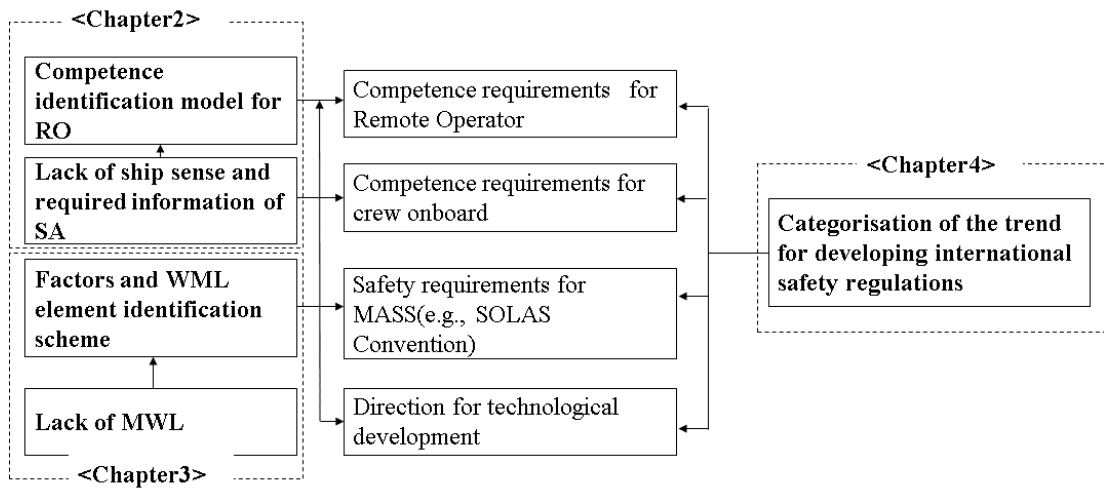 <Chapter2>
Competence
identification model for
RO
Lack of ship sense and
required information of
SA
Factors and WML
element identification
scheme
Lack of MWL
<Chapter3>
Competence requirements for
Remote Operator
Competence requirements for
crew onboard
Safety requirements for
MASS(e.g., SOLAS
Convention)
Direction for technological
development
<Chapter4>
Categorisation of the trend
for developing international
safety regulations